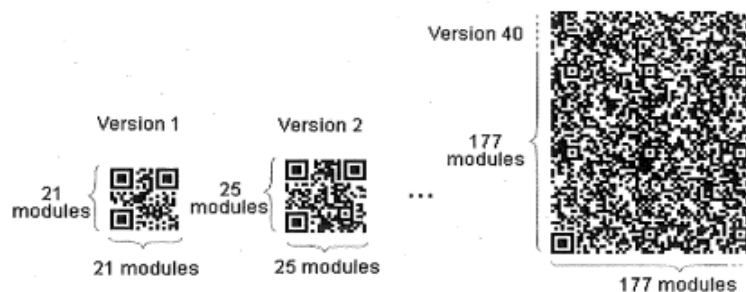 Version 1
21
modules
21 modules
Version 2
25
modules
25 modules
...
Version 40
177
modules
177 modules